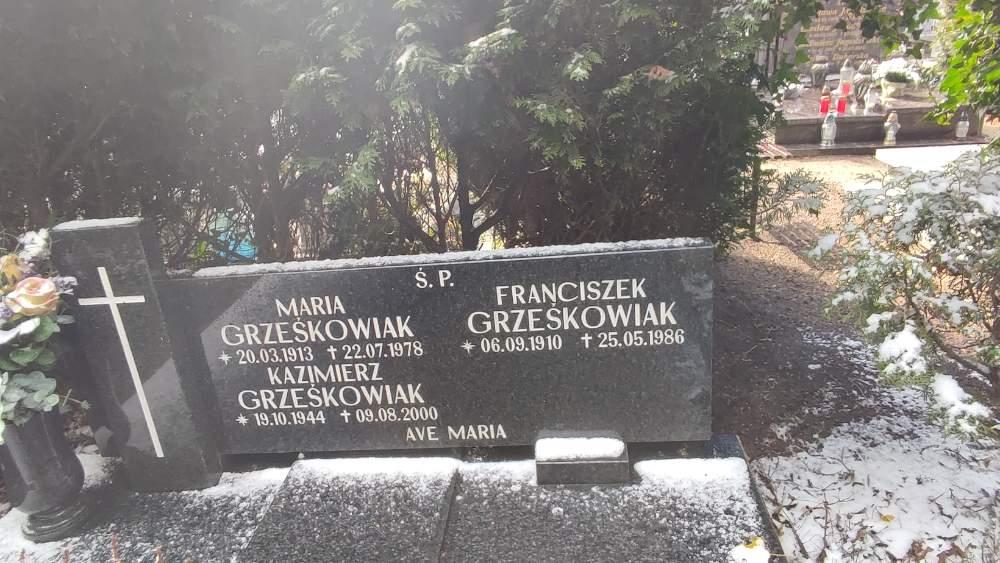 Ś. P.
MARIA
GRZEŚKOWIAK
* 20.03.1913 † 22.07.1978
KAZIMIERZ
GRZEŚKOWIAK
* 19.10.1944 † 09.08.2000
FRANCISZEK
GRZEŚKOWIAK
* 06.09.1910 † 25.05.1986
AVE MARIA